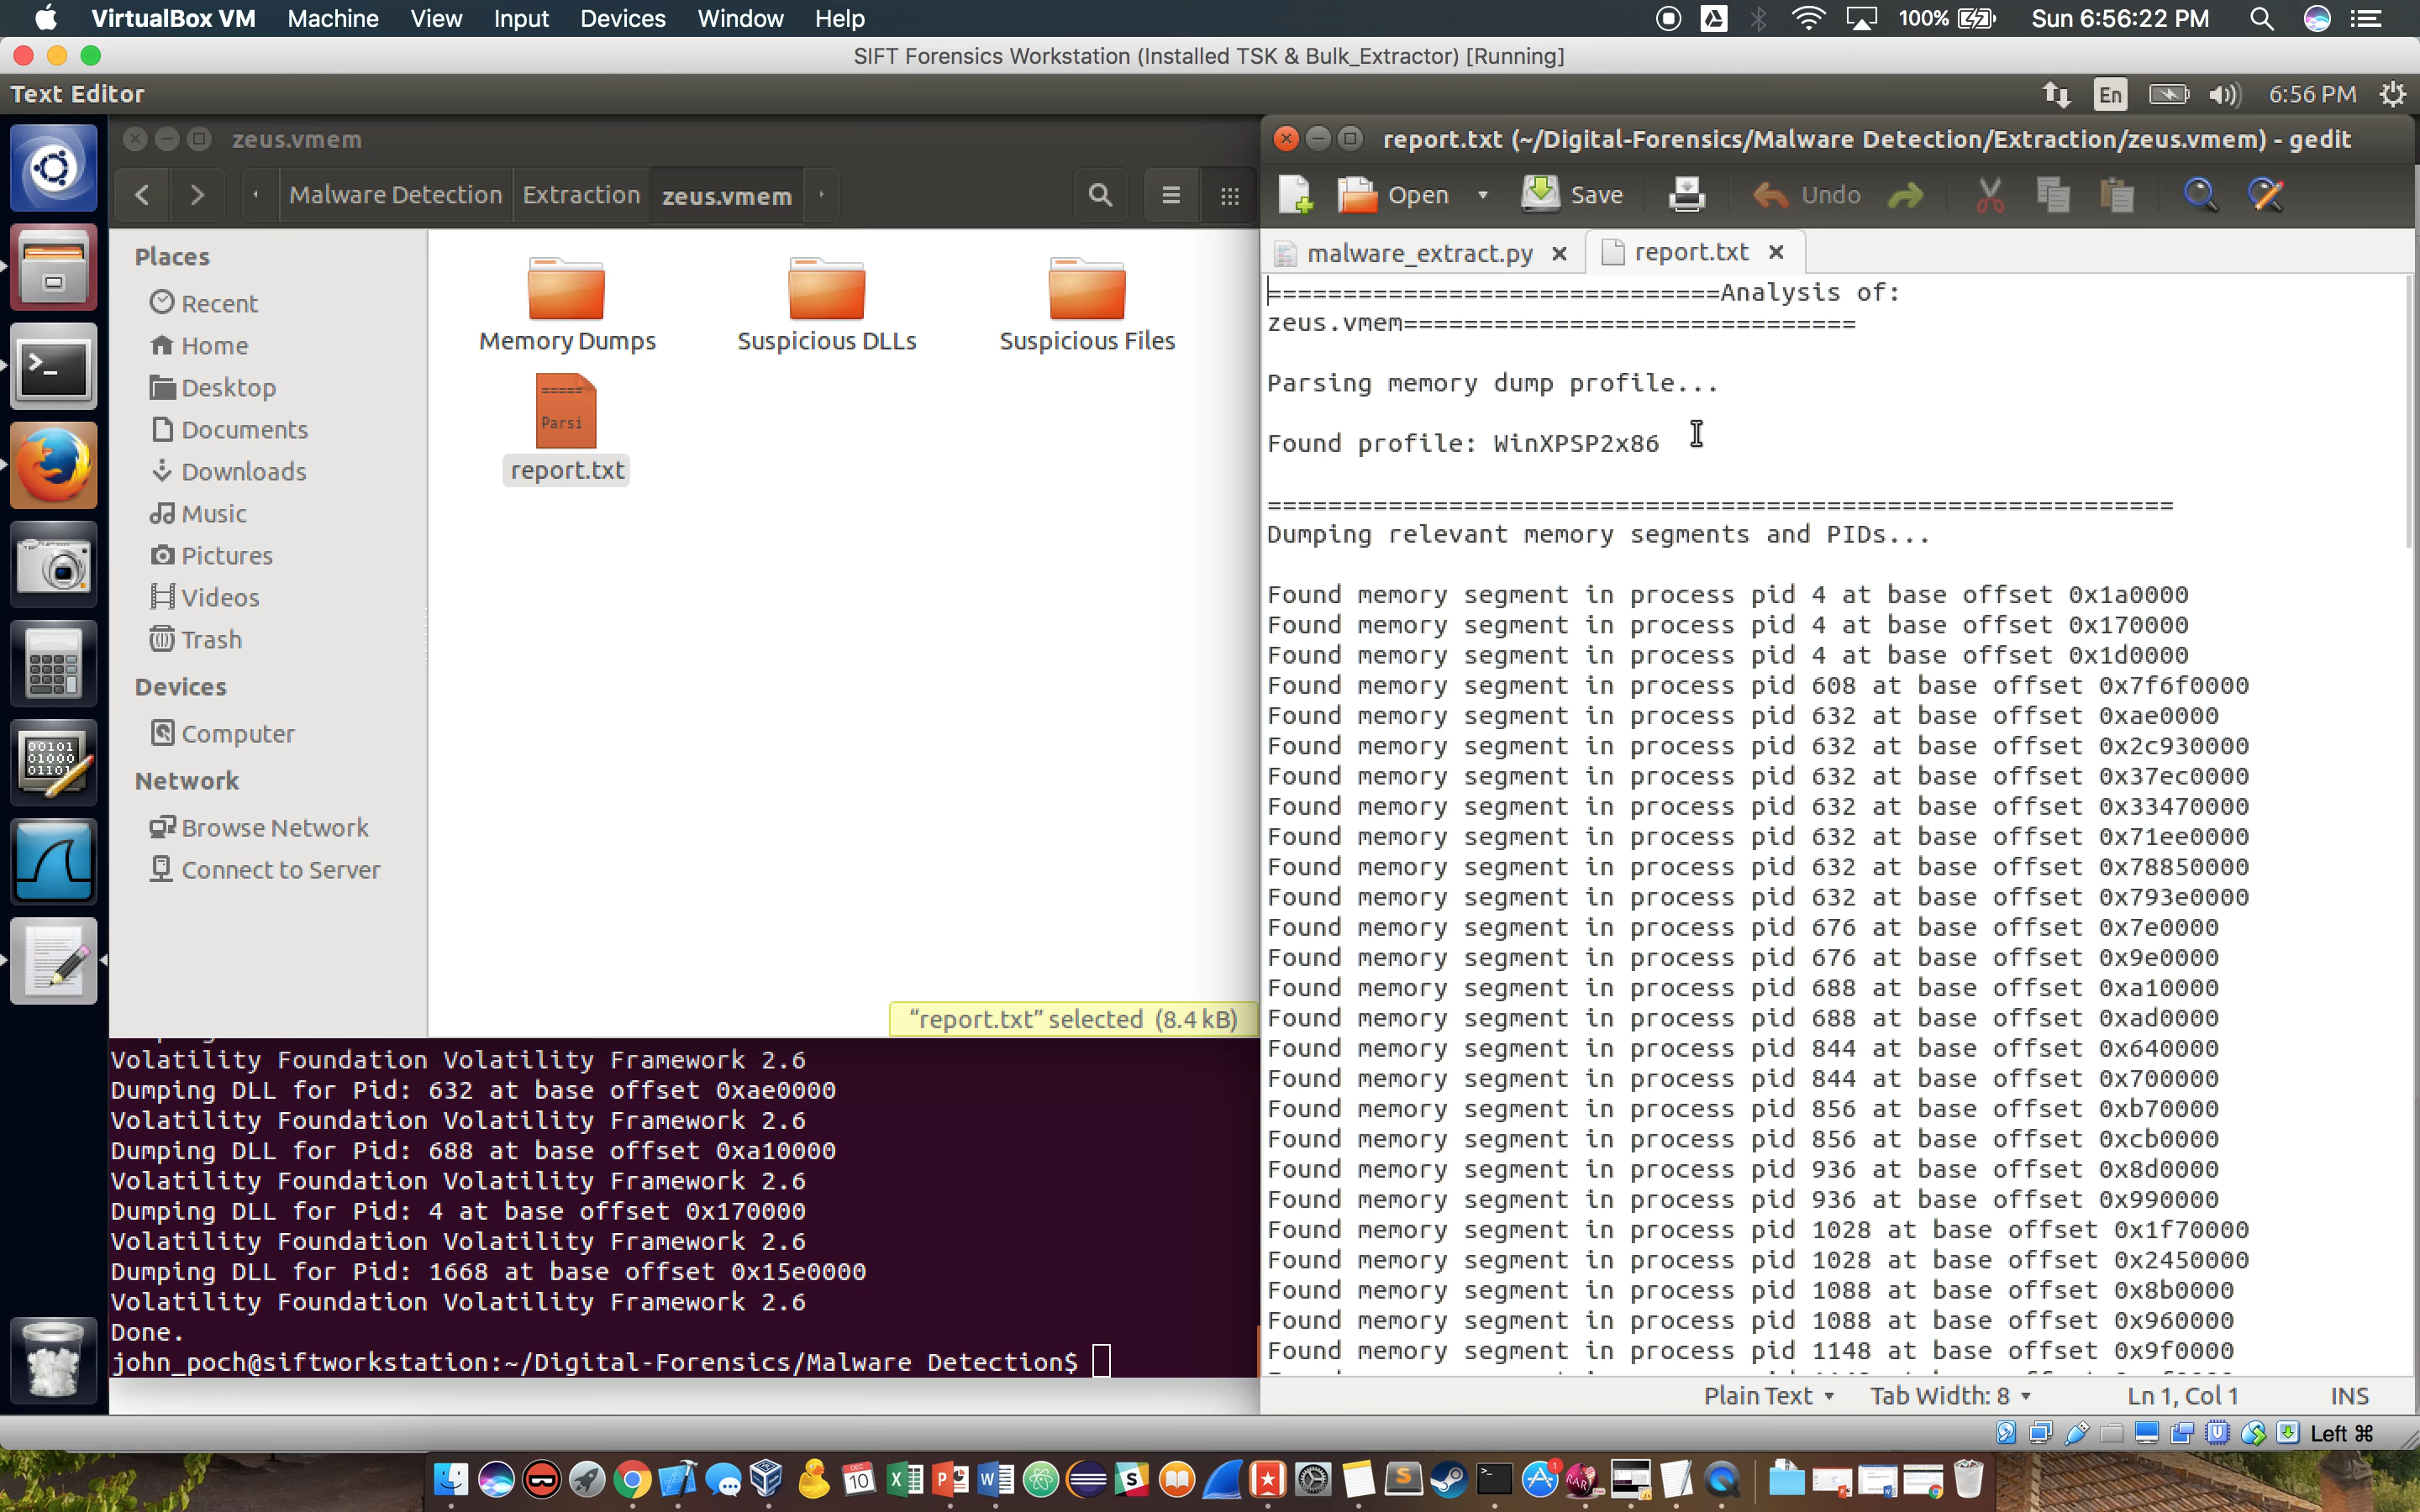 VirtualBox VM Machine View Input Devices Window Help 100% Sun 6:56:22 PM
SIFT Forensics Workstation (Installed TSK & Bulk_Extractor) [Running]
Text Editor En 6:56 PM
zeus.vmem
Malware Detection Extraction zeus.vmem
Places
Recent
Home
Desktop
Documents
Downloads
Music
Pictures
Videos
Trash
Devices
Computer
Network
Browse Network
Connect to Server
Memory Dumps Suspicious DLLs Suspicious Files
=====
Parsi
report.txt
"report.txt" selected (8.4 kB)
00101
01000
01101
Volatility Foundation Volatility Framework 2.6
Dumping DLL for Pid: 632 at base offset 0xae0000
Volatility Foundation Volatility Framework 2.6
Dumping DLL for Pid: 688 at base offset 0xa10000
Volatility Foundation Volatility Framework 2.6
Dumping DLL for Pid: 4 at base offset 0x170000
Volatility Foundation Volatility Framework 2.6
Dumping DLL for Pid: 1668 at base offset 0x15e0000
Volatility Foundation Volatility Framework 2.6
Done.
john_poch@siftworkstation:~/Digital-Forensics/Malware Detection$
report.txt (~/Digital-Forensics/Malware Detection/Extraction/zeus.vmem) - gedit
Open Save Undo
malware_extract.py report.txt
==============================Analysis of:
zeus.vmem==============================
Parsing memory dump profile...
Found profile: WinXPSP2x86
============================================================
Dumping relevant memory segments and PIDs...
Found memory segment in process pid 4 at base offset 0x1a0000
Found memory segment in process pid 4 at base offset 0x170000
Found memory segment in process pid 4 at base offset 0x1d0000
Found memory segment in process pid 608 at base offset 0x7f6f0000
Found memory segment in process pid 632 at base offset 0xae0000
Found memory segment in process pid 632 at base offset 0x2c930000
Found memory segment in process pid 632 at base offset 0x37ec0000
Found memory segment in process pid 632 at base offset 0x33470000
Found memory segment in process pid 632 at base offset 0x71ee0000
Found memory segment in process pid 632 at base offset 0x78850000
Found memory segment in process pid 632 at base offset 0x793e0000
Found memory segment in process pid 676 at base offset 0x7e0000
Found memory segment in process pid 676 at base offset 0x9e0000
Found memory segment in process pid 688 at base offset 0xa10000
Found memory segment in process pid 688 at base offset 0xad0000
Found memory segment in process pid 844 at base offset 0x640000
Found memory segment in process pid 844 at base offset 0x700000
Found memory segment in process pid 856 at base offset 0xb70000
Found memory segment in process pid 856 at base offset 0xcb0000
Found memory segment in process pid 936 at base offset 0x8d0000
Found memory segment in process pid 936 at base offset 0x990000
Found memory segment in process pid 1028 at base offset 0x1f70000
Found memory segment in process pid 1028 at base offset 0x2450000
Found memory segment in process pid 1088 at base offset 0x8b0000
Found memory segment in process pid 1088 at base offset 0x960000
Found memory segment in process pid 1148 at base offset 0x9f0000
Plain Text Tab Width: 8 Ln 1, Col 1 INS
Left ⌘
DEC
10
1
RAR